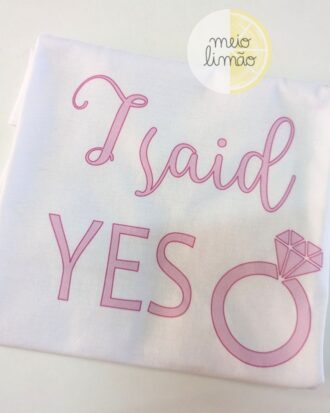 meio
limão
I said
YES